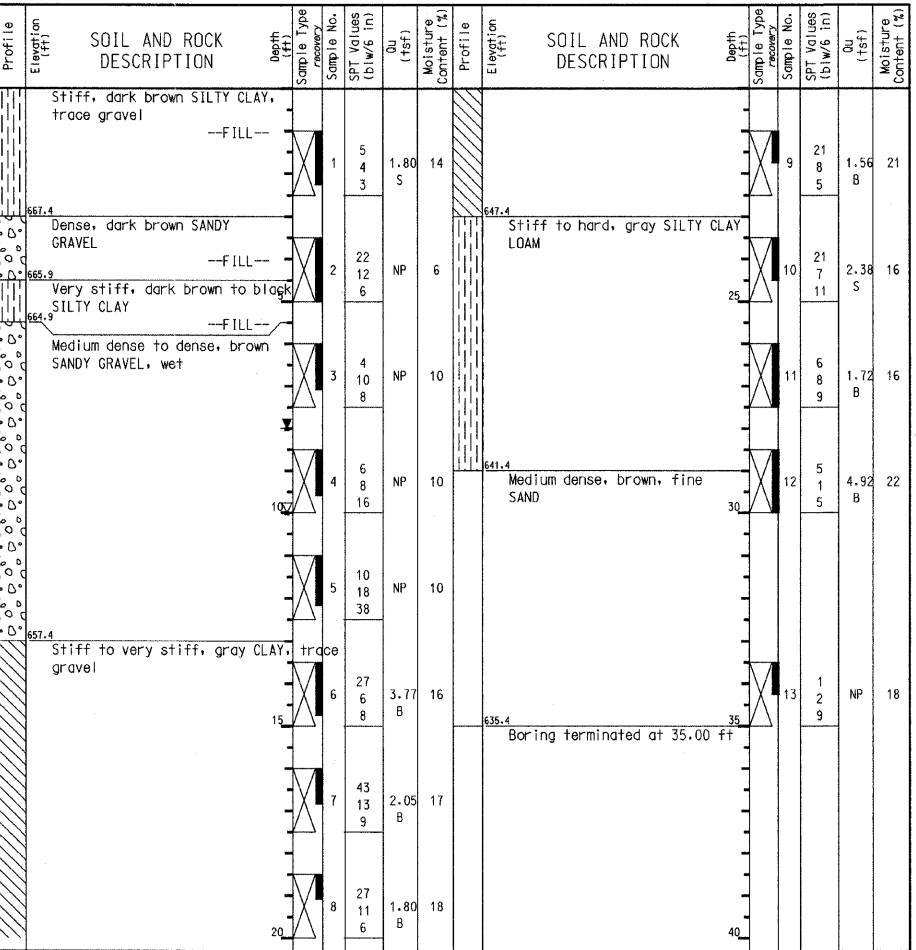 Profile
Elevation (ft)
SOIL AND ROCK DESCRIPTION
Depth (ft)
Sample Type
recovery
Sample No.
SPT Values (blw/6 in)
Qu (tsf)
Moisture Content (%)
Profile
Elevation (ft)
SOIL AND ROCK DESCRIPTION
Depth (ft)
Sample Type
recovery
Sample No.
SPT Values (blw/6 in)
Qu (tsf)
Moisture Content (%)
Stiff, dark brown SILTY CLAY,
trace gravel
--FILL--
1
5
4
3
1.80
S
14
667.4
Dense, dark brown SANDY
GRAVEL
--FILL--
2
22
12
6
NP
6
665.9
Very stiff, dark brown to black
SILTY CLAY
5
664.9
--FILL--
Medium dense to dense, brown
SANDY GRAVEL, wet
3
4
10
8
NP
10
4
6
8
16
NP
10
10
5
10
18
38
NP
10
657.4
Stiff to very stiff, gray CLAY, trace
gravel
6
27
6
8
3.77
B
16
15
7
43
13
9
2.05
B
17
8
27
11
6
1.80
B
18
20
9
21
8
5
1.56
B
21
647.4
Stiff to hard, gray SILTY CLAY
LOAM
10
21
7
11
2.38
S
16
25
11
6
8
9
1.72
B
16
641.4
Medium dense, brown, fine
SAND
12
5
1
5
4.92
B
22
30
13
1
2
9
NP
18
635.4
35
Boring terminated at 35.00 ft
40